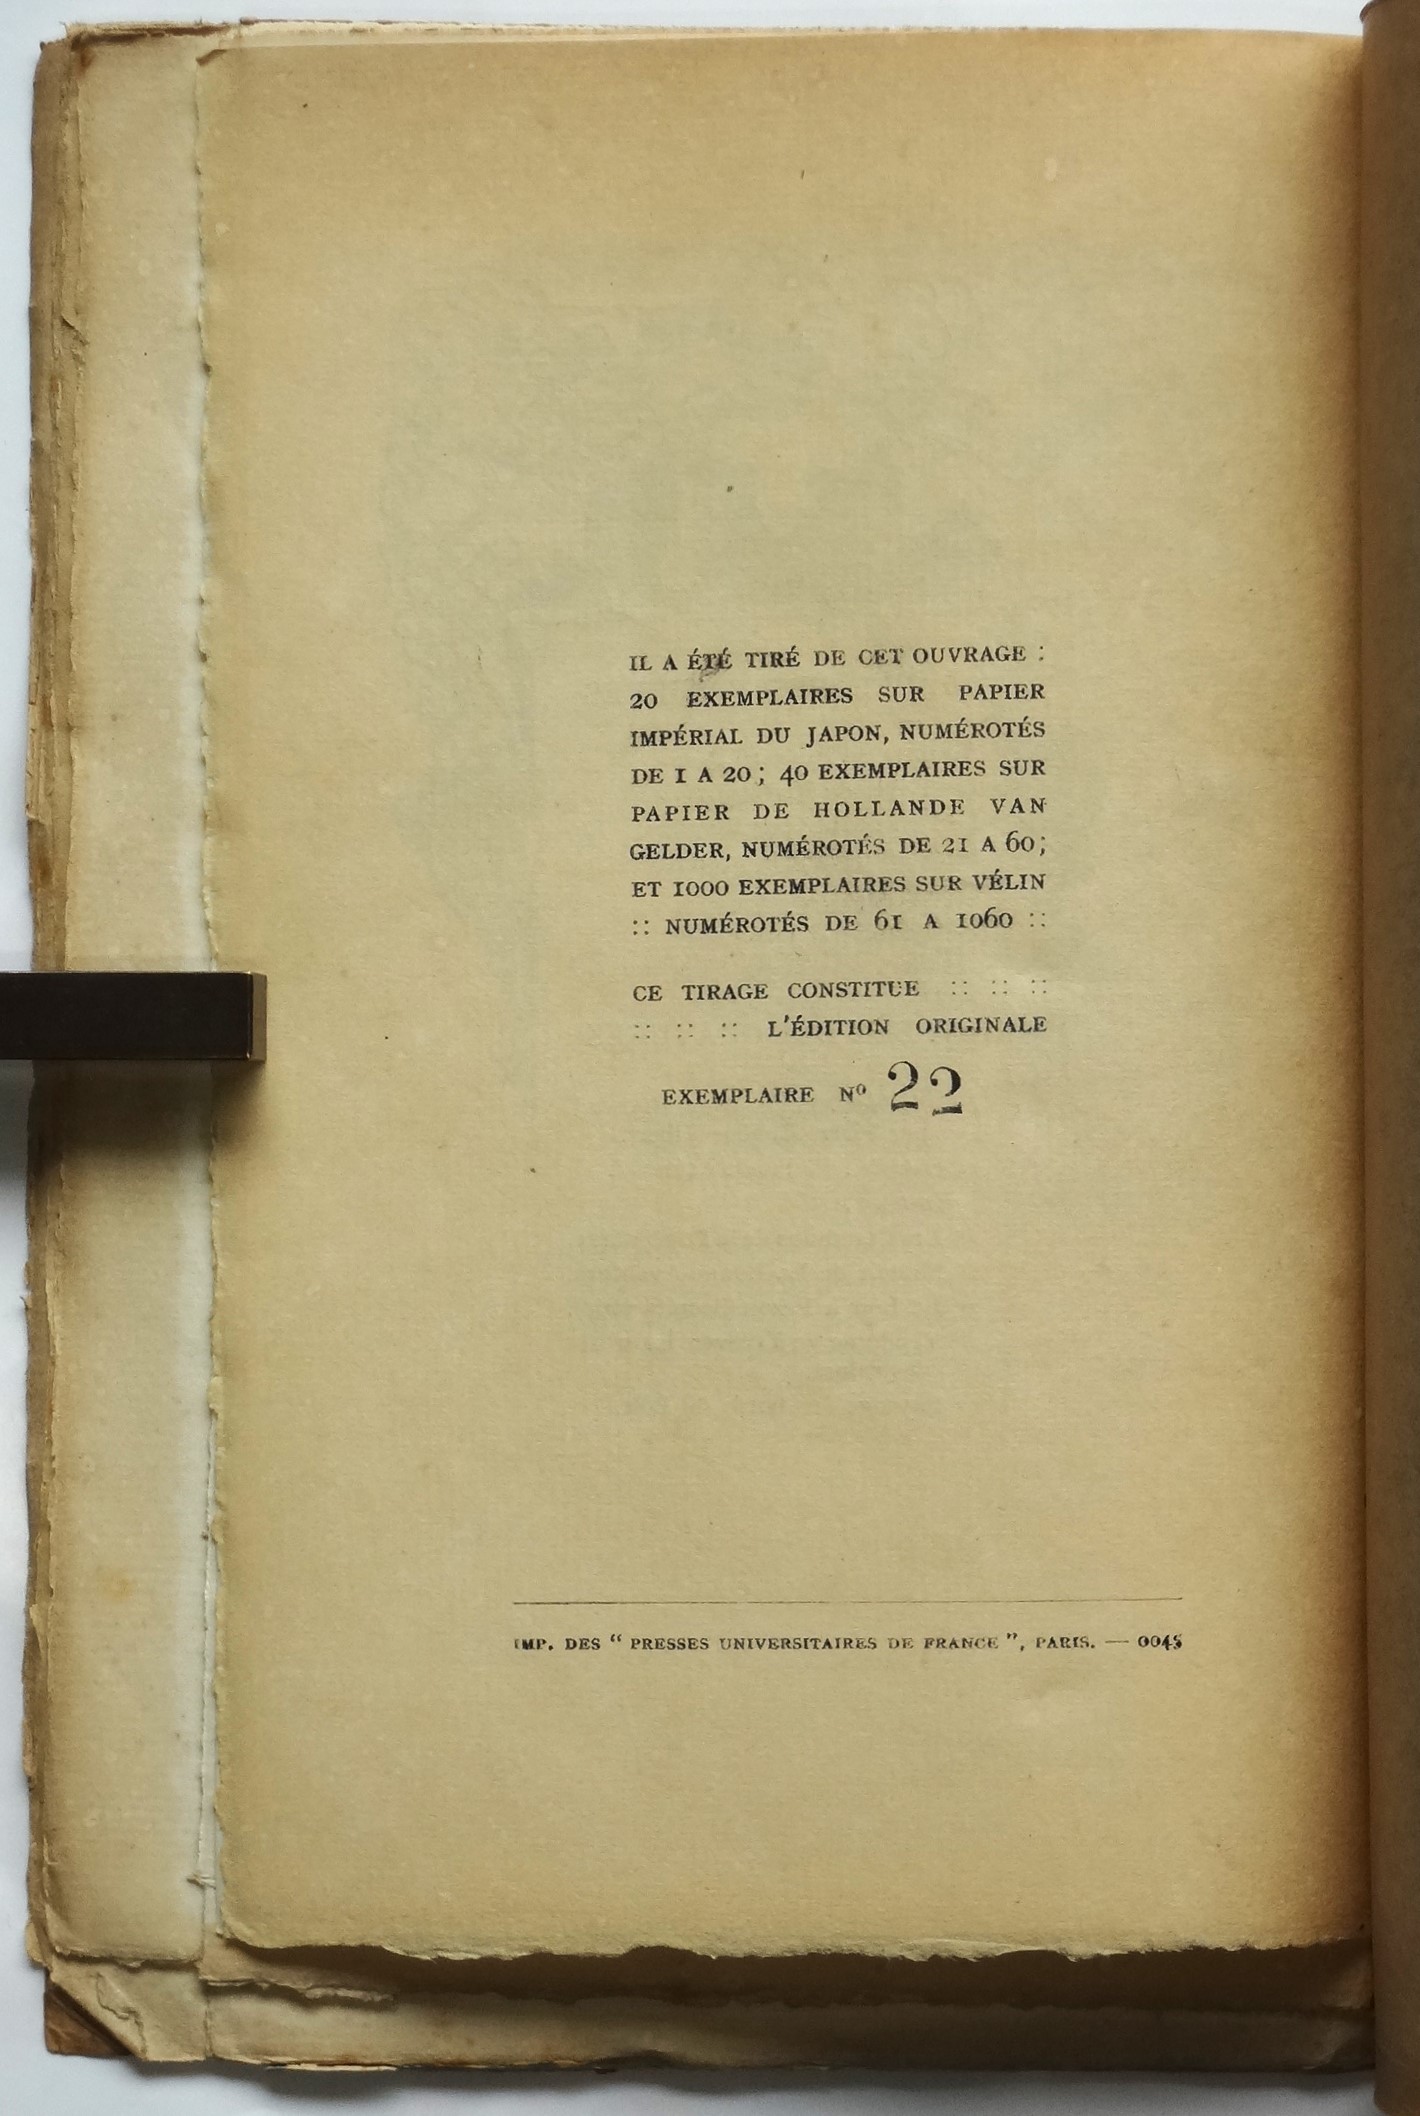 IL A ÉTÉ TIRÉ DE CET OUVRAGE :
20 EXEMPLAIRES SUR PAPIER
IMPÉRIAL DU JAPON, NUMÉROTÉS
DE 1 A 20 ; 40 EXEMPLAIRES SUR
PAPIER DE HOLLANDE VAN
GELDER, NUMÉROTÉS DE 21 A 60 ;
ET 1000 EXEMPLAIRES SUR VÉLIN
:: NUMÉROTÉS DE 61 A 1060 ::
CE TIRAGE CONSTITUE :: :: ::
:: :: :: L'ÉDITION ORIGINALE
EXEMPLAIRE Nº 22
IMP. DES “ PRESSES UNIVERSITAIRES DE FRANCE ”, PARIS. — 0045